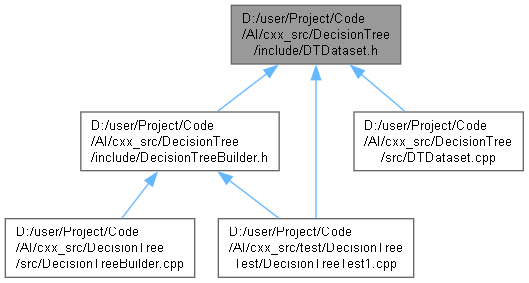 D:/user/Project/Code
/AI/cxx_src/DecisionTree
/include/DTDataset.h
D:/user/Project/Code
/AI/cxx_src/DecisionTree
/include/DecisionTreeBuilder.h
D:/user/Project/Code
/AI/cxx_src/DecisionTree
/src/DTDataset.cpp
D:/user/Project/Code
/AI/cxx_src/DecisionTree
/src/DecisionTreeBuilder.cpp
D:/user/Project/Code
/AI/cxx_src/test/DecisionTree
Test/DecisionTreeTest1.cpp